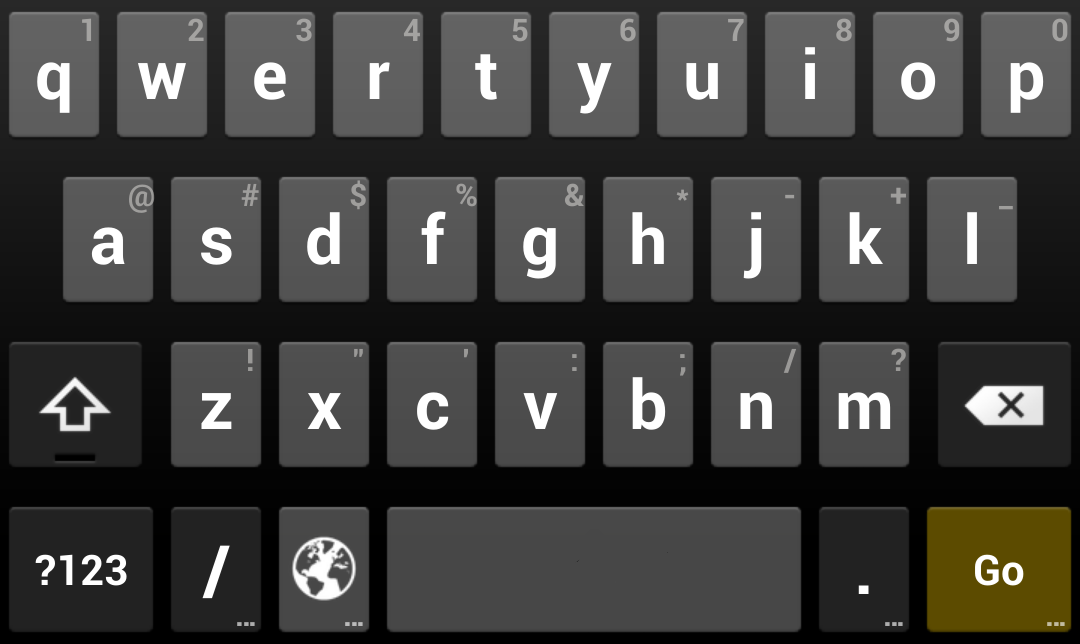 1 2 3 4 5 6 7 8 9 0
q w e r t y u i o p
@ # $ % & * - + _
a s d f g h j k l
! " ' : ; / ?
z x c v b n m
?123 / . Go
... ... ... ...